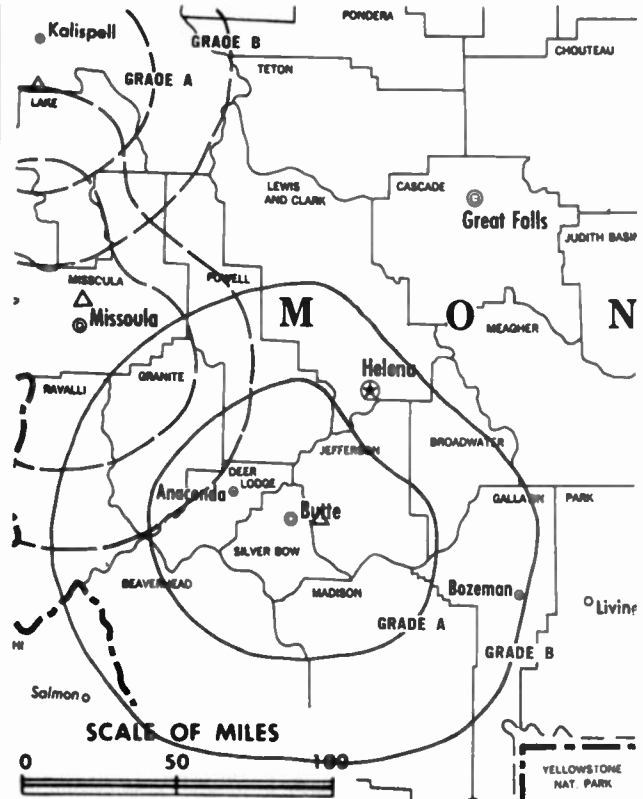 PONDERA
Kalispell
GRADE B
CHOUTEAU
TETON
GRADE A
LAKE
LEWIS
AND CLARK
CASCADE
Great Falls
JUDITH BASIN
MISSCULA
POWELL
M O N
Missoula
MEAGHER
Helena
GRANITE
RAVALLI
JEFFERSON
BROADWATER
DEER
LODGE
Anaconda
GALLATIN
PARK
Butte
SILVER BOW
BEAVERHEAD
MADISON
Bozeman
Living
GRADE A
GRADE B
Salmon
SCALE OF MILES
0 50 100
YELLOWSTONE
NAT. PARK